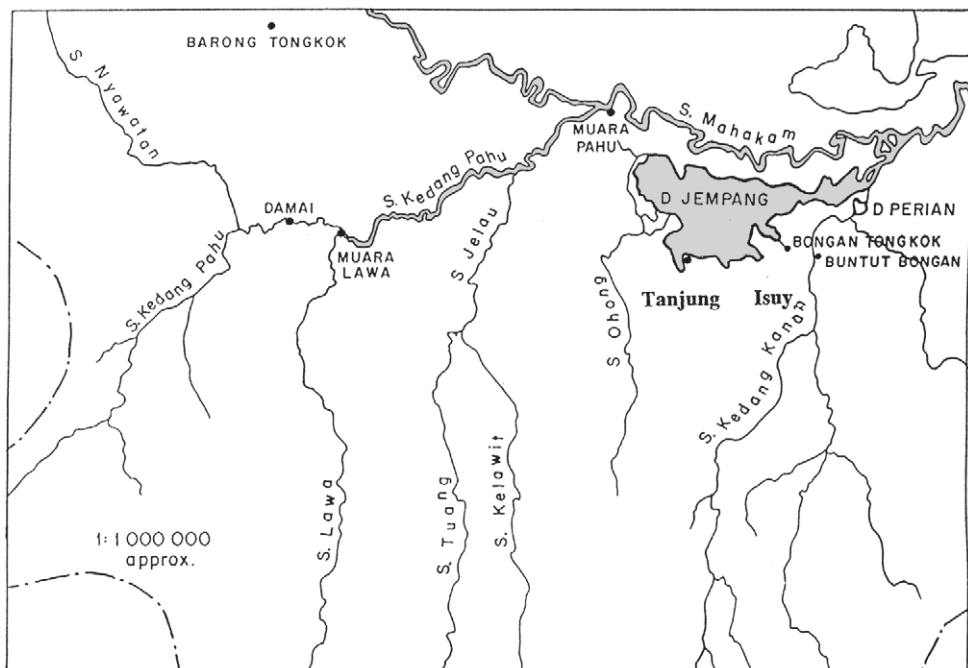 BARONG TONGKOK
S Nyawatan
S. Mahakam
MUARA
PAHU
S. Kedang Pahu
D JEMPANG
D PERIAN
DAMAI
MUARA
LAWA
S Jelau
BONGAN TONGKOK
BUNTUT BONGAN
S. Kedang Pahu
Tanjung Isuy
S Ohong
S. Kedang Kanan
S. Lawa
S. Tuang
S. Kelawit
1:1 000 000
approx.